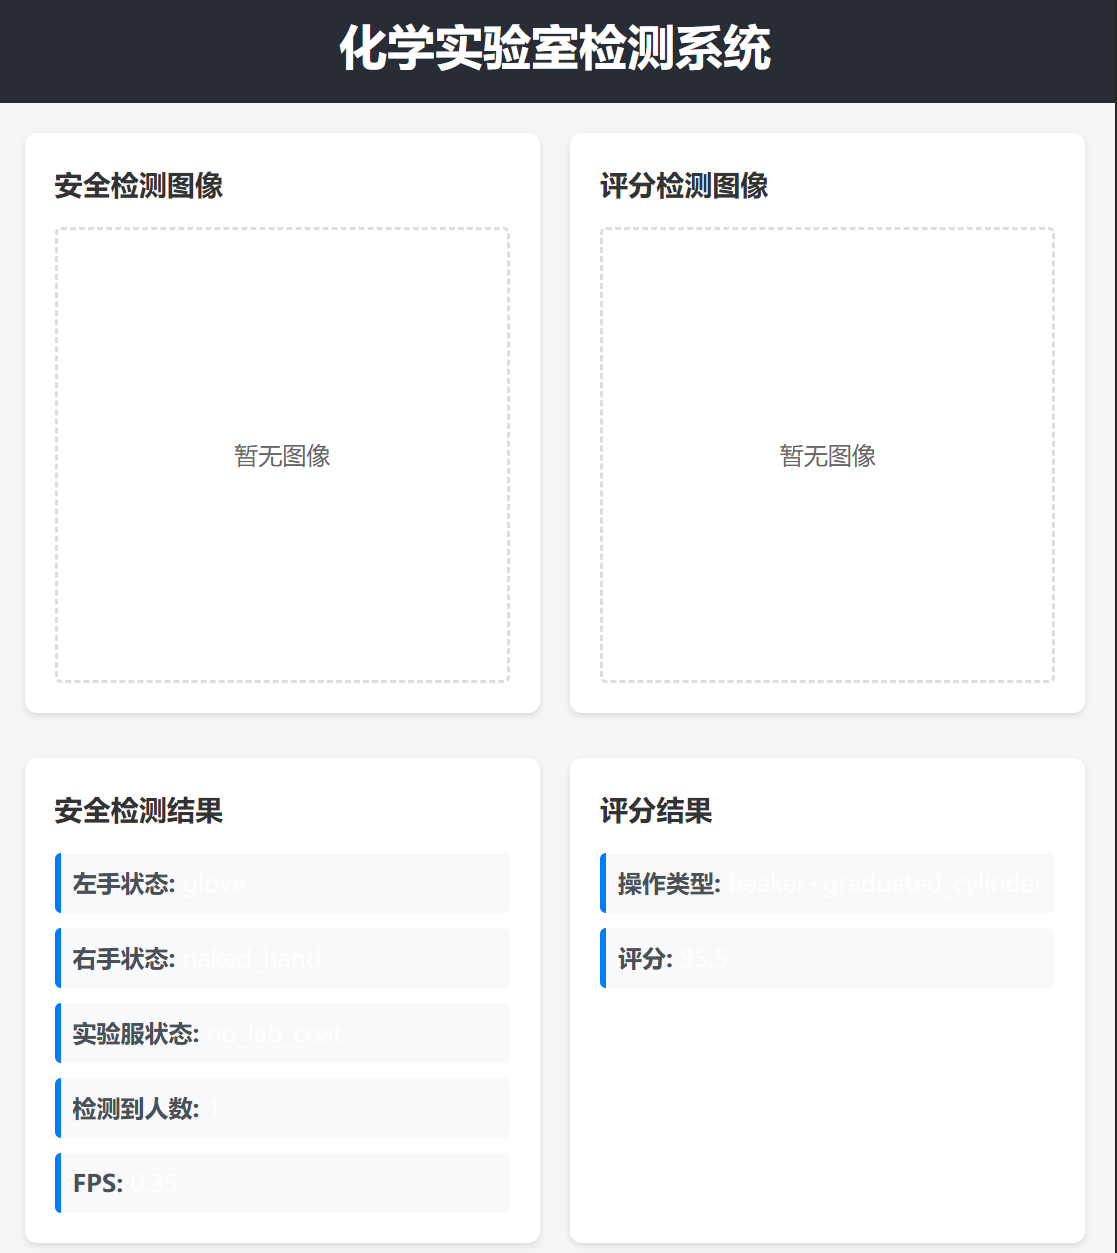 化学实验室检测系统
安全检测图像
暂无图像
评分检测图像
暂无图像
安全检测结果
左手状态: glove
右手状态: naked_hand
实验服状态: no_lab_coat
检测到人数: 1
FPS: 0.35
评分结果
操作类型: beaker+graduated_cylinder
评分: 95.5